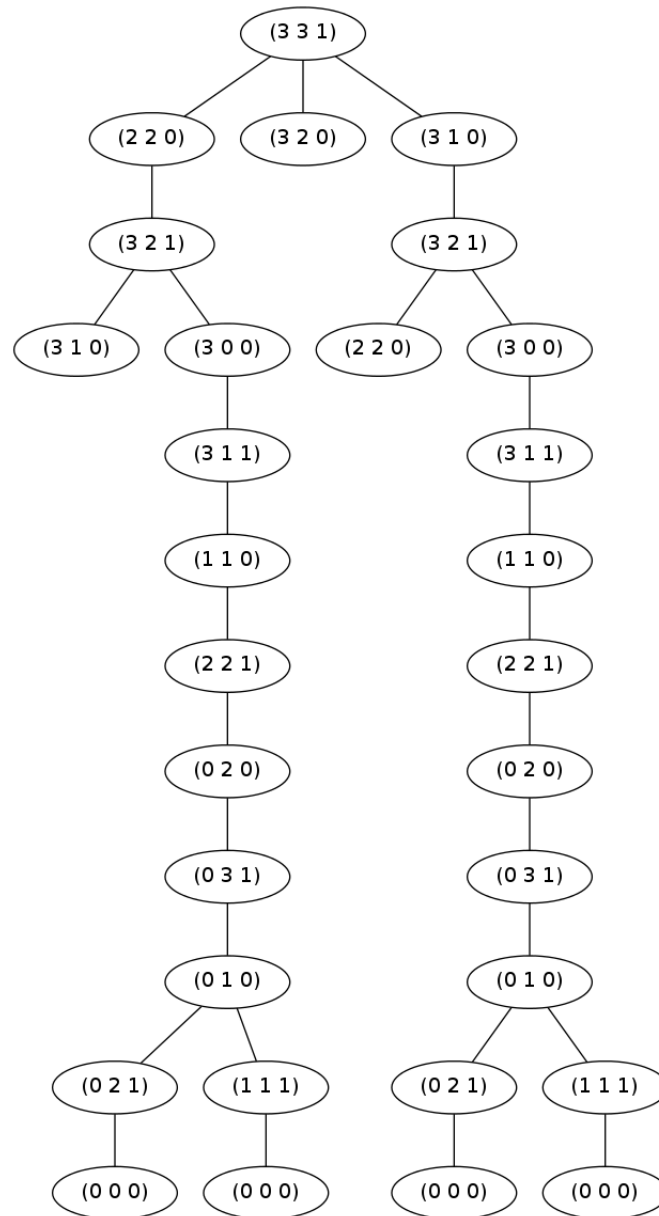 (3 3 1)
(2 2 0) (3 2 0) (3 1 0)
(3 2 1) (3 2 1)
(3 1 0) (3 0 0) (2 2 0) (3 0 0)
(3 1 1) (3 1 1)
(1 1 0) (1 1 0)
(2 2 1) (2 2 1)
(0 2 0) (0 2 0)
(0 3 1) (0 3 1)
(0 1 0) (0 1 0)
(0 2 1) (1 1 1) (0 2 1) (1 1 1)
(0 0 0) (0 0 0) (0 0 0) (0 0 0)